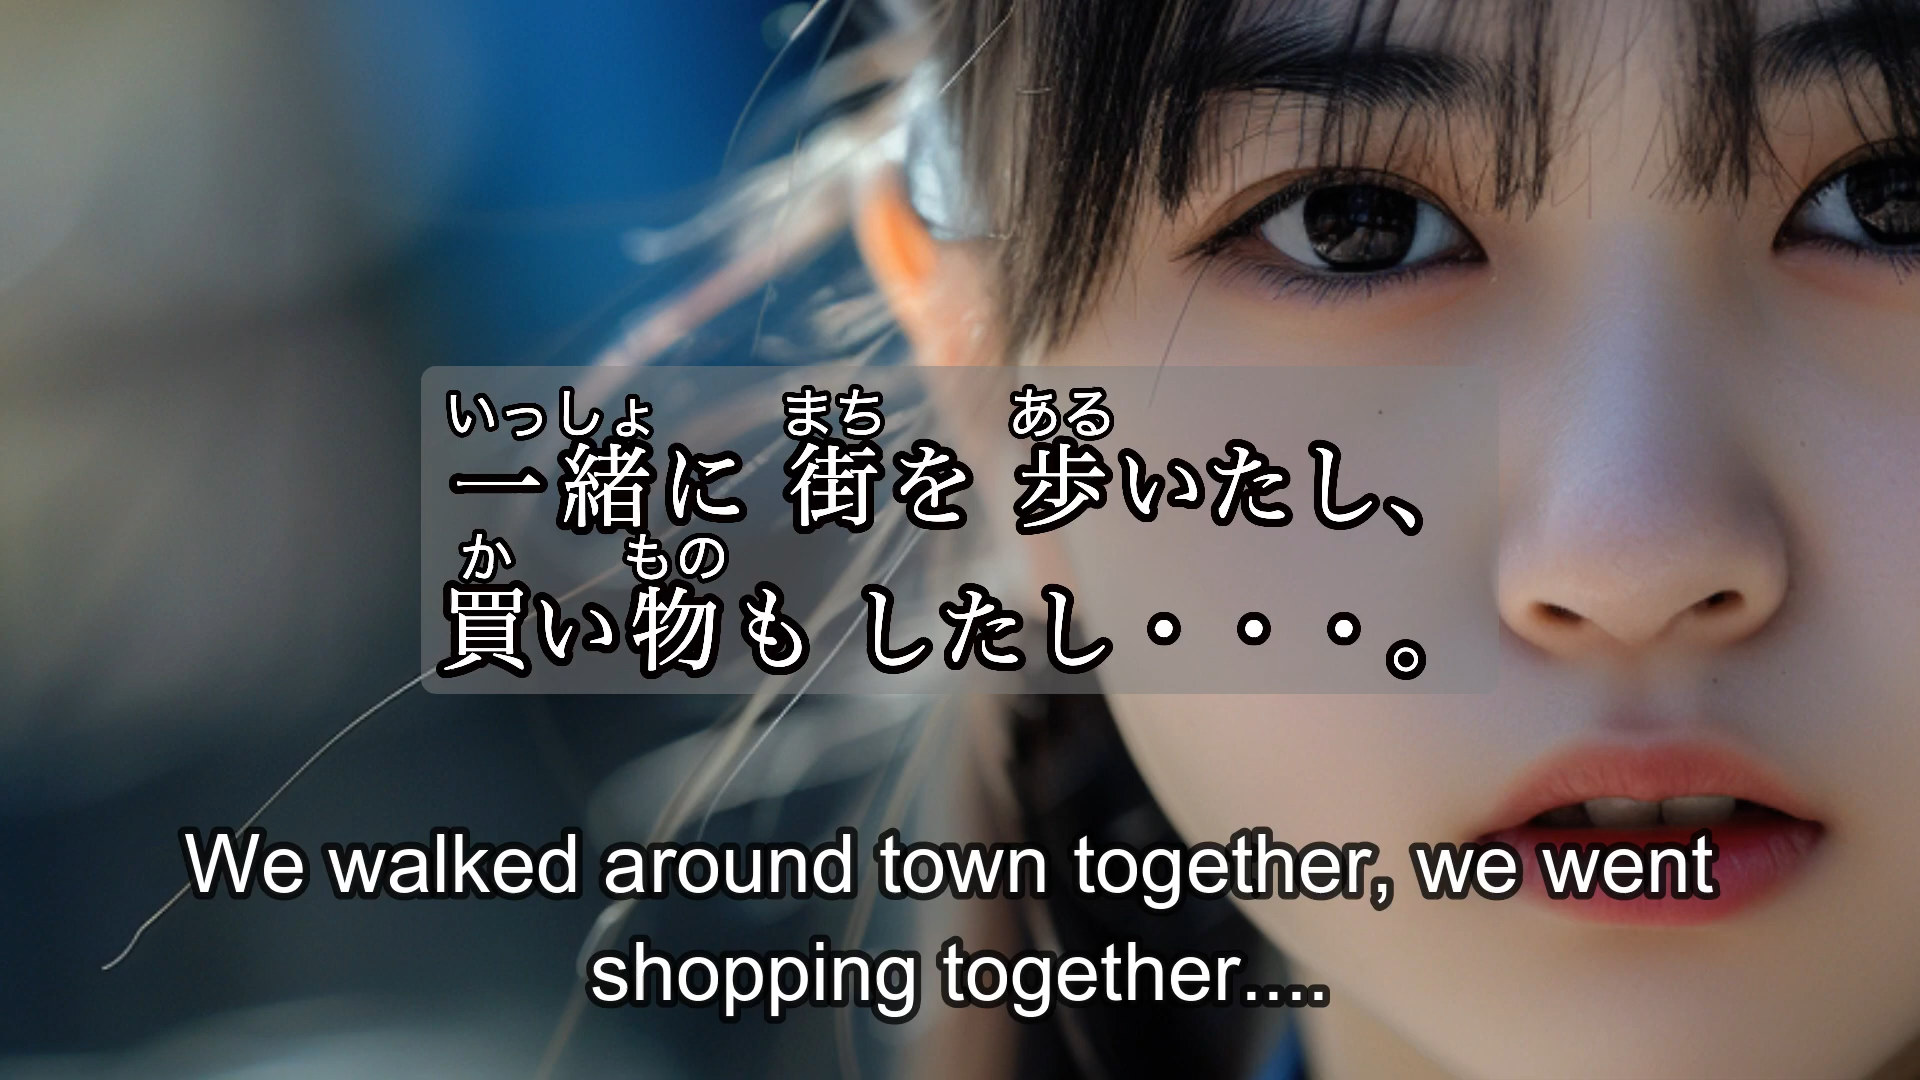 いっしょ まち ある
一緒に 街を 歩いたし、
か もの
買い物も したし・・・。
We walked around town together, we went
shopping together....